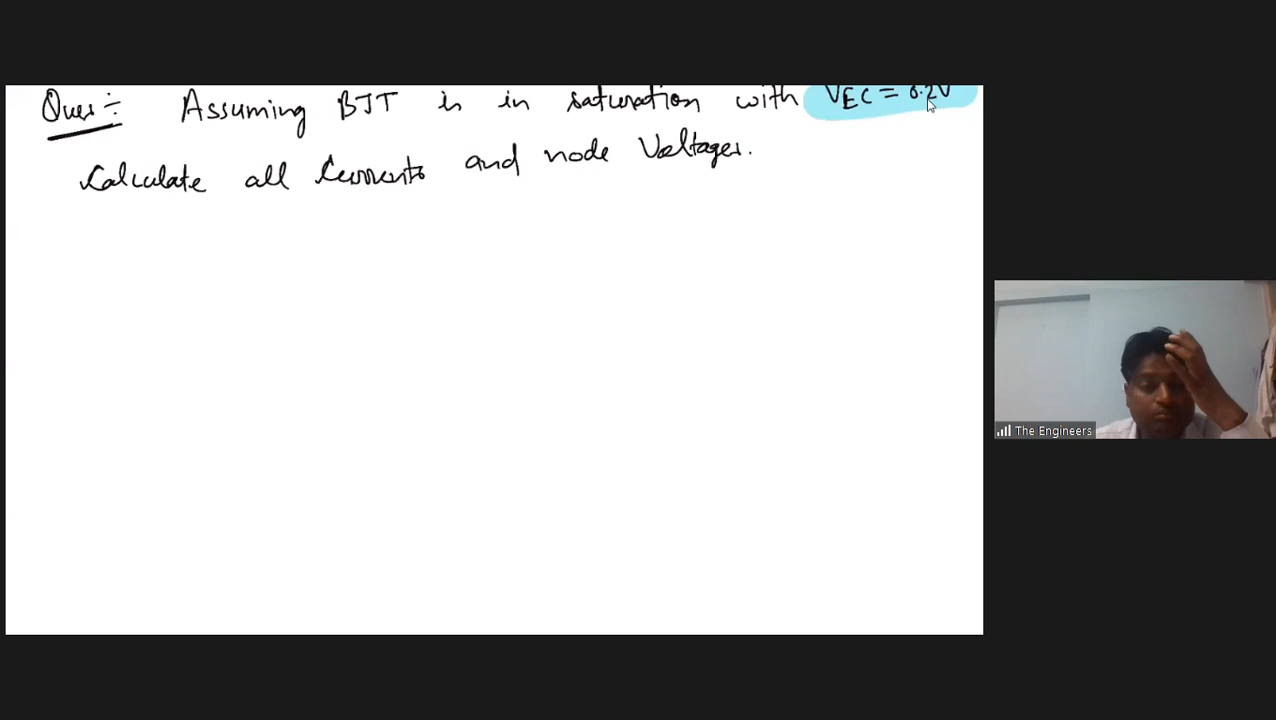 Ques :- Assuming BJT is in saturation with VEC = 0.2V
Calculate all Currents and node Voltages.
The Engineers